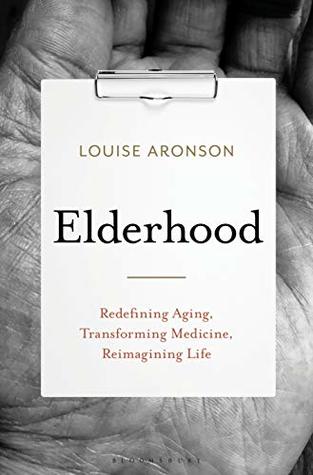 LOUISE ARONSON
Elderhood
Redefining Aging,
Transforming Medicine,
Reimagining Life
BLOOMSBURY